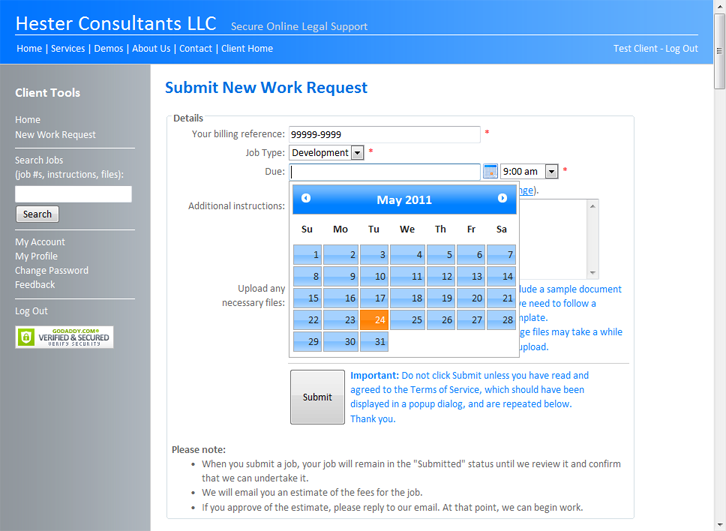 Hester Consultants LLC Secure Online Legal Support
Home | Services | Demos | About Us | Contact | Client Home
Test Client - Log Out
Client Tools
Home
New Work Request
Search Jobs
(job #s, instructions, files):
Search
My Account
My Profile
Change Password
Feedback
Log Out
GODADDY.COM®
VERIFIED & SECURED
VERIFY SECURITY
Submit New Work Request
Details
Your billing reference: 99999-9999 *
Job Type: Development *
Due: 9:00 am *
nge).
Additional instructions:
May 2011
Su Mo Tu We Th Fr Sa
1 2 3 4 5 6 7
8 9 10 11 12 13 14
15 16 17 18 19 20 21
22 23 24 25 26 27 28
29 30 31
Upload any
necessary files:
lude a sample document
we need to follow a
mplate.
ge files may take a while
upload.
Submit
Important: Do not click Submit unless you have read and
agreed to the Terms of Service, which should have been
displayed in a popup dialog, and are repeated below.
Thank you.
Please note:
• When you submit a job, your job will remain in the "Submitted" status until we review it and confirm
that we can undertake it.
• We will email you an estimate of the fees for the job.
• If you approve of the estimate, please reply to our email. At that point, we can begin work.